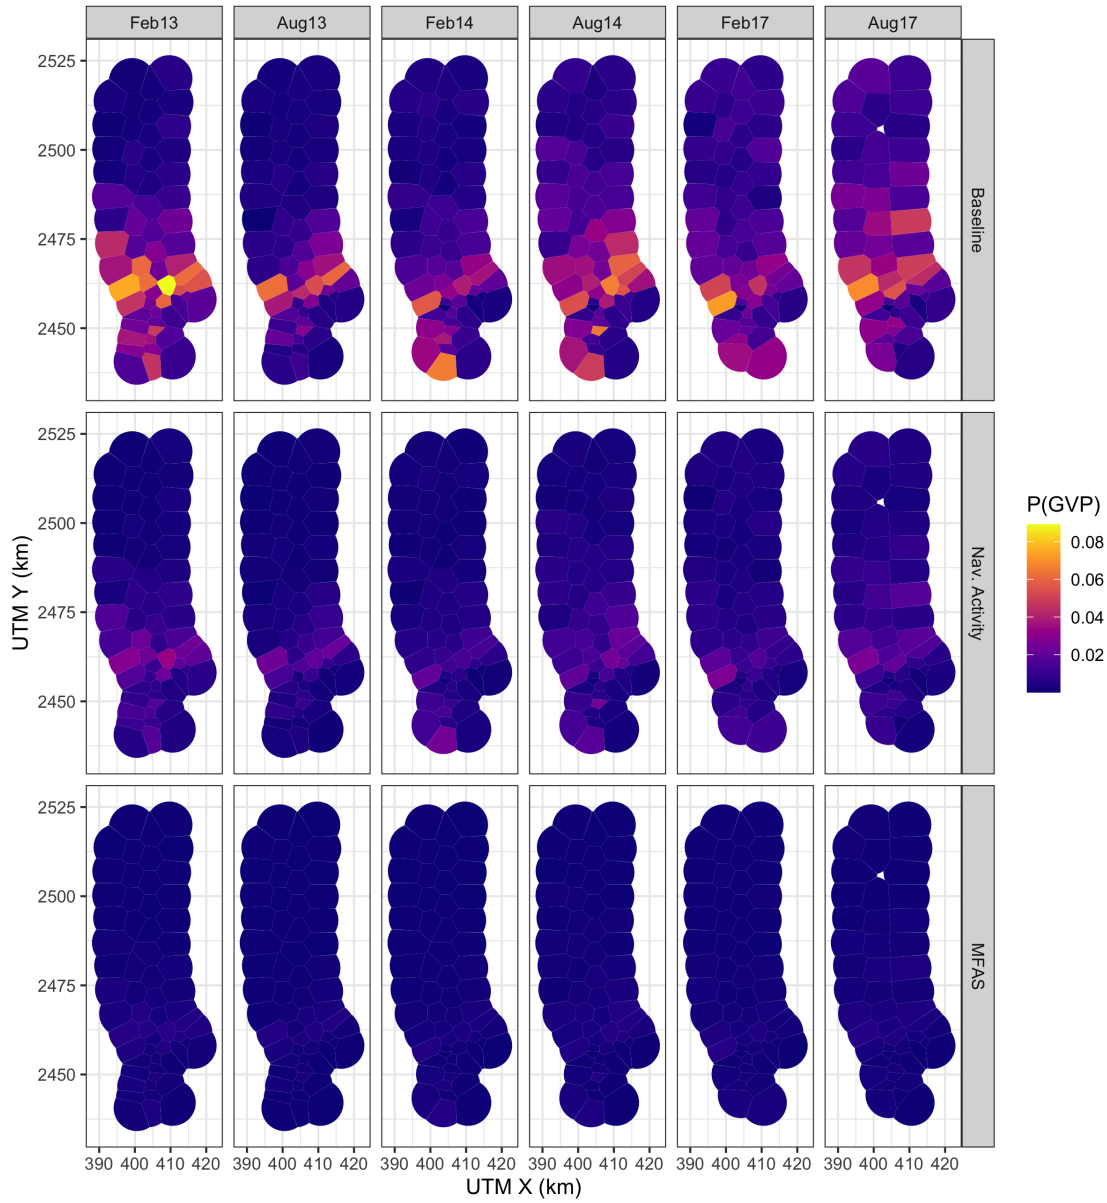 Feb13 Aug13 Feb14 Aug14 Feb17 Aug17
2525
2500
2475
2450
Baseline
2525
2500
2475
2450
Nav. Activity
2525
2500
2475
2450
MFAS
390 400 410 420 390 400 410 420 390 400 410 420 390 400 410 420 390 400 410 420 390 400 410 420
UTM X (km)
UTM Y (km)
P(GVP)
0.08
0.06
0.04
0.02